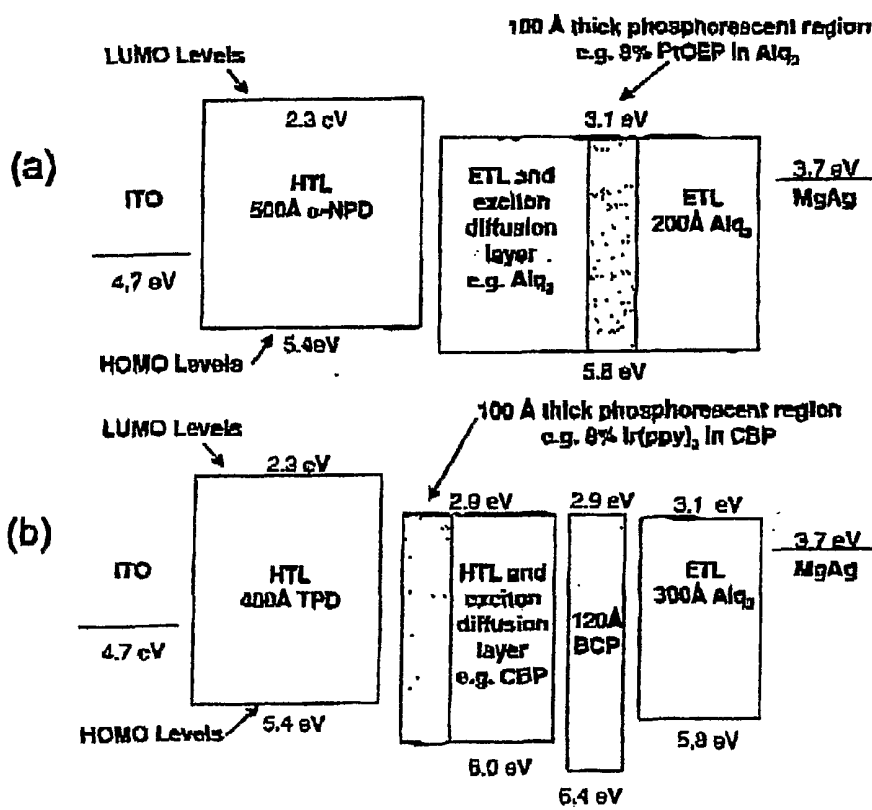 100 Å thick phosphorescent region
e.g. 8% PtOEP in Alq₃
LUMO Levels
2.3 eV
3.1 eV
(a)
ITO
HTL
500Å α-NPD
ETL and
exciton
diffusion
layer
e.g. Alq₃
ETL
200Å Alq₃
3.7 eV
MgAg
4.7 eV
5.4eV
HOMO Levels
5.8 eV
100 Å thick phosphorescent region
e.g. 8% Ir(ppy)₃ in CBP
LUMO Levels
2.3 eV
2.8 eV
2.9 eV
3.1 eV
(b)
ITO
HTL
400Å TPD
HTL and
exciton
diffusion
layer
e.g. CBP
120Å
BCP
ETL
300Å Alq₃
3.7 eV
MgAg
4.7 eV
5.4 eV
HOMO Levels
6.0 eV
6.4 eV
5.8 eV